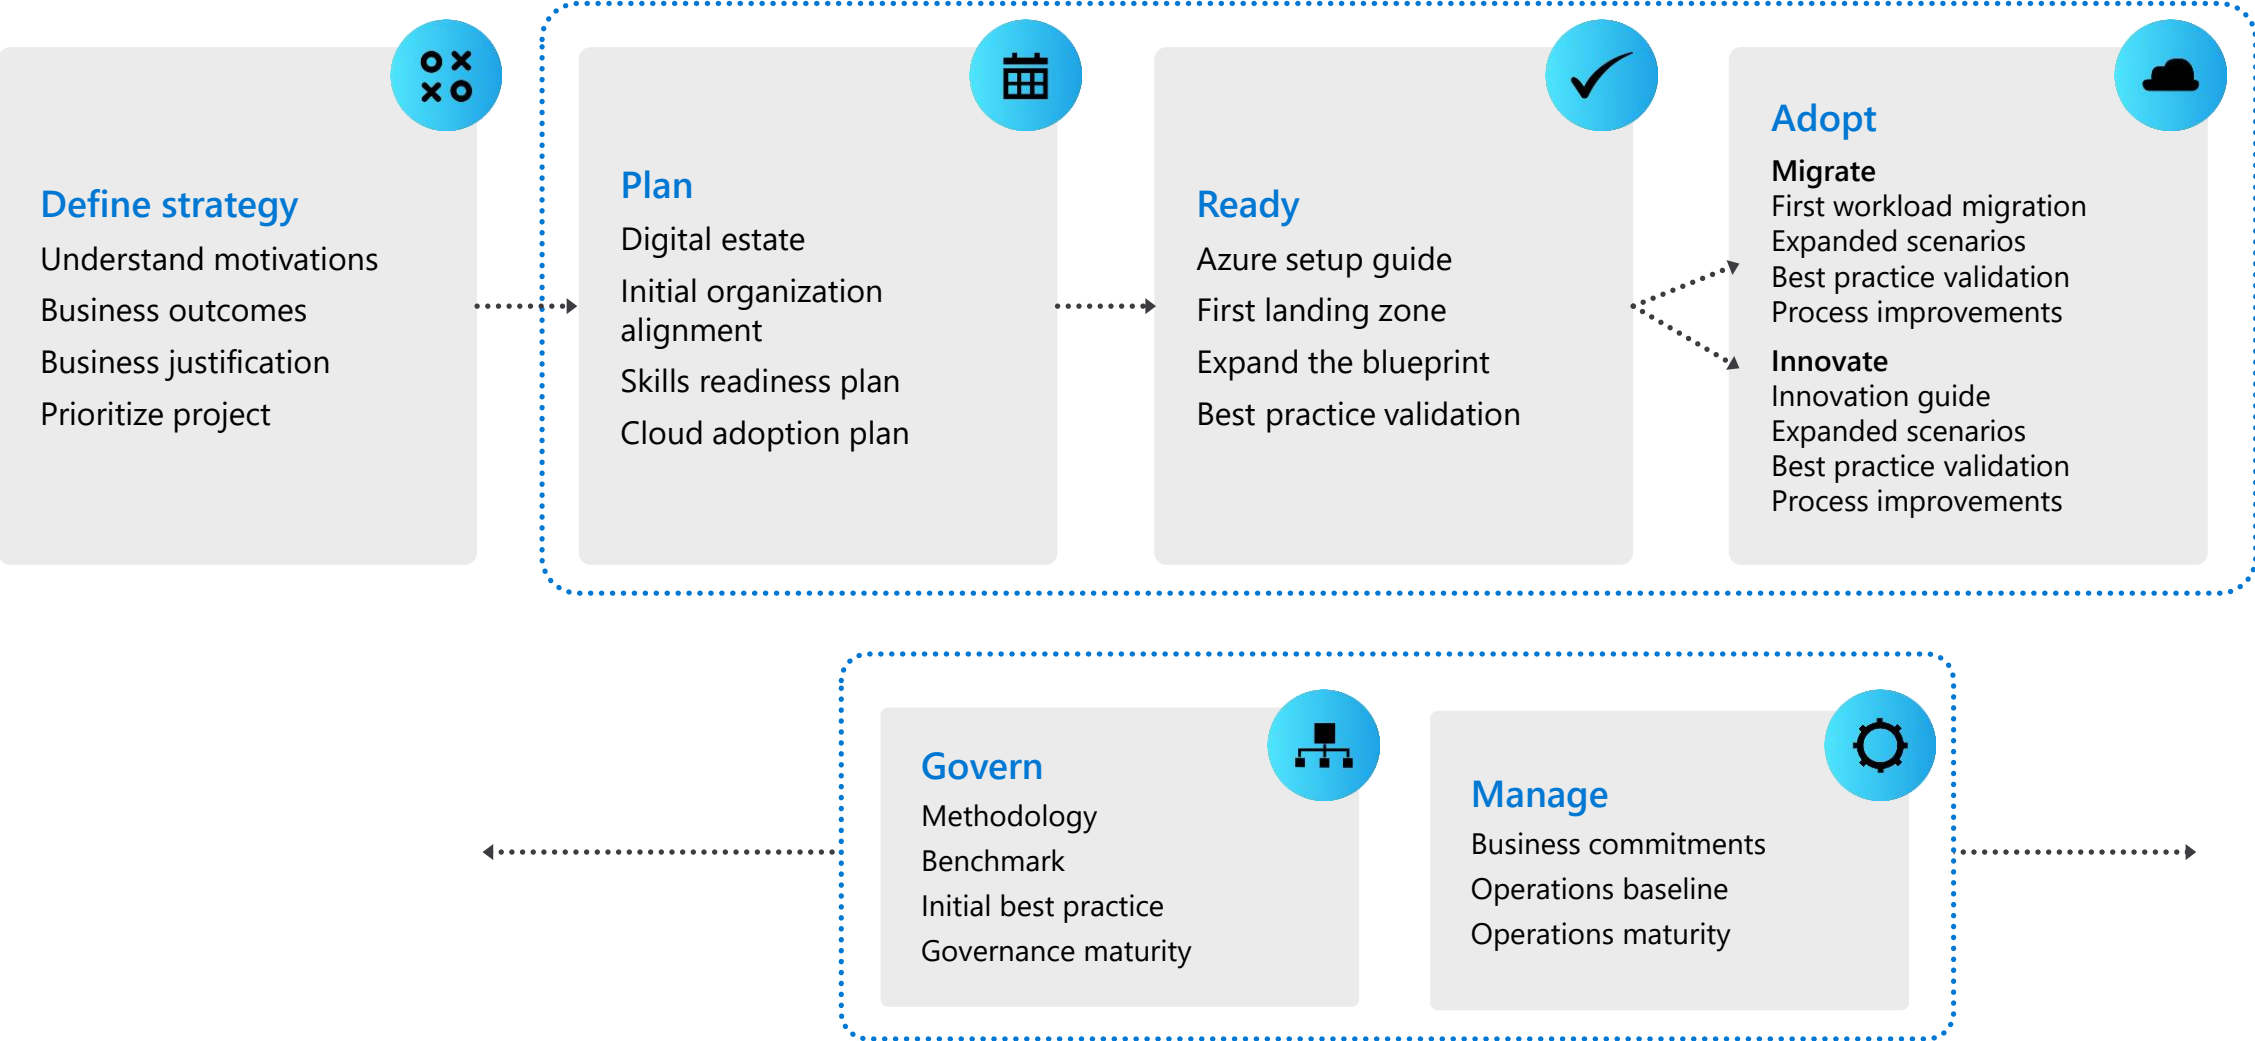 Define strategy
Understand motivations
Business outcomes
Business justification
Prioritize project
Plan
Digital estate
Initial organization
alignment
Skills readiness plan
Cloud adoption plan
Ready
Azure setup guide
First landing zone
Expand the blueprint
Best practice validation
Adopt
Migrate
First workload migration
Expanded scenarios
Best practice validation
Process improvements
Innovate
Innovation guide
Expanded scenarios
Best practice validation
Process improvements
Govern
Methodology
Benchmark
Initial best practice
Governance maturity
Manage
Business commitments
Operations baseline
Operations maturity